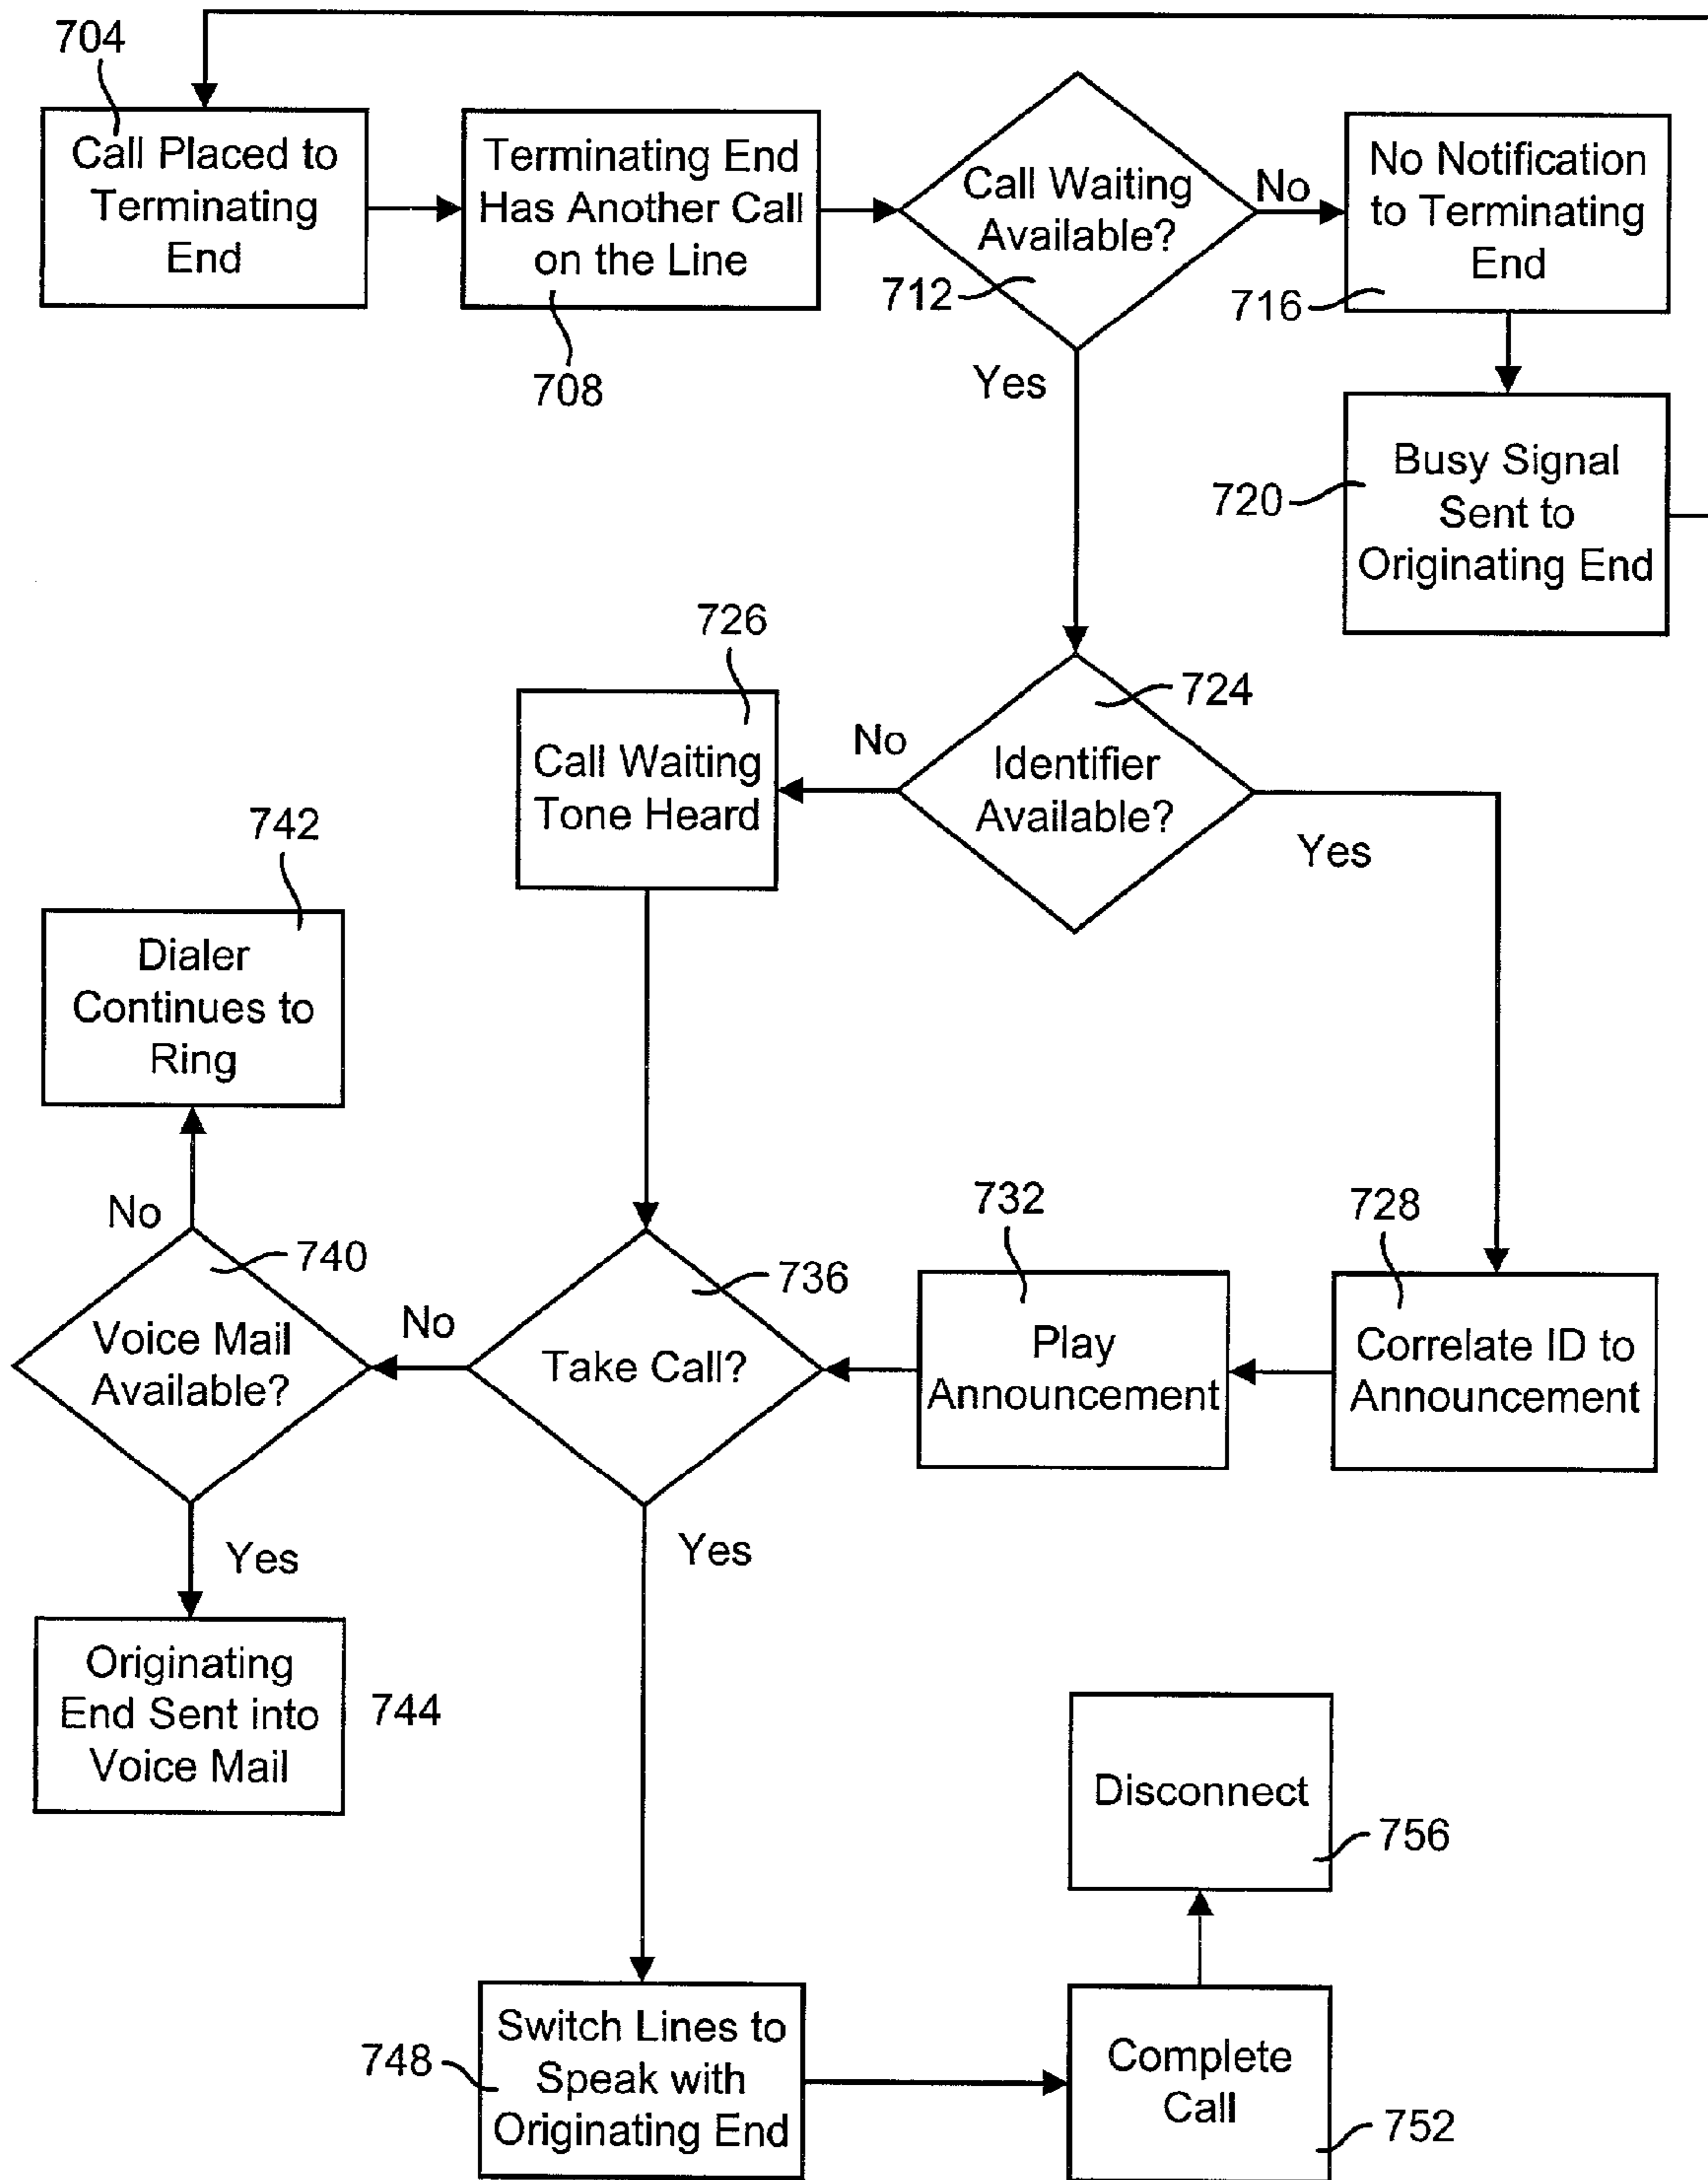 704
Call Placed to
Terminating
End
Terminating End
Has Another Call
on the Line
708
Call Waiting
Available?
712
No
Yes
No Notification
to Terminating
End
716
Busy Signal
Sent to
Originating End
720
726
Call Waiting
Tone Heard
No
724
Identifier
Available?
Yes
742
Dialer
Continues to
Ring
No
740
Voice Mail
Available?
No
736
Take Call?
732
Play
Announcement
728
Correlate ID to
Announcement
Yes
Yes
Originating
End Sent into
Voice Mail
744
Disconnect
756
748
Switch Lines to
Speak with
Originating End
Complete
Call
752